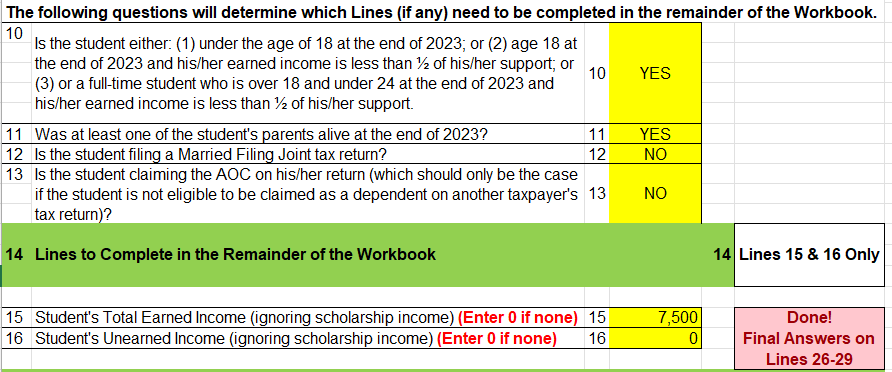 The following questions will determine which Lines (if any) need to be completed in the remainder of the Workbook.
10
Is the student either: (1) under the age of 18 at the end of 2023; or (2) age 18 at
the end of 2023 and his/her earned income is less than ½ of his/her support; or
(3) or a full-time student who is over 18 and under 24 at the end of 2023 and
his/her earned income is less than ½ of his/her support.
10 YES
11 Was at least one of the student's parents alive at the end of 2023? 11 YES
12 Is the student filing a Married Filing Joint tax return? 12 NO
13 Is the student claiming the AOC on his/her return (which should only be the case
if the student is not eligible to be claimed as a dependent on another taxpayer's
tax return)?
13 NO
14 Lines to Complete in the Remainder of the Workbook 14 Lines 15 & 16 Only
15 Student's Total Earned Income (ignoring scholarship income) (Enter 0 if none) 15 7,500
16 Student's Unearned Income (ignoring scholarship income) (Enter 0 if none) 16 0
Done!
Final Answers on
Lines 26-29